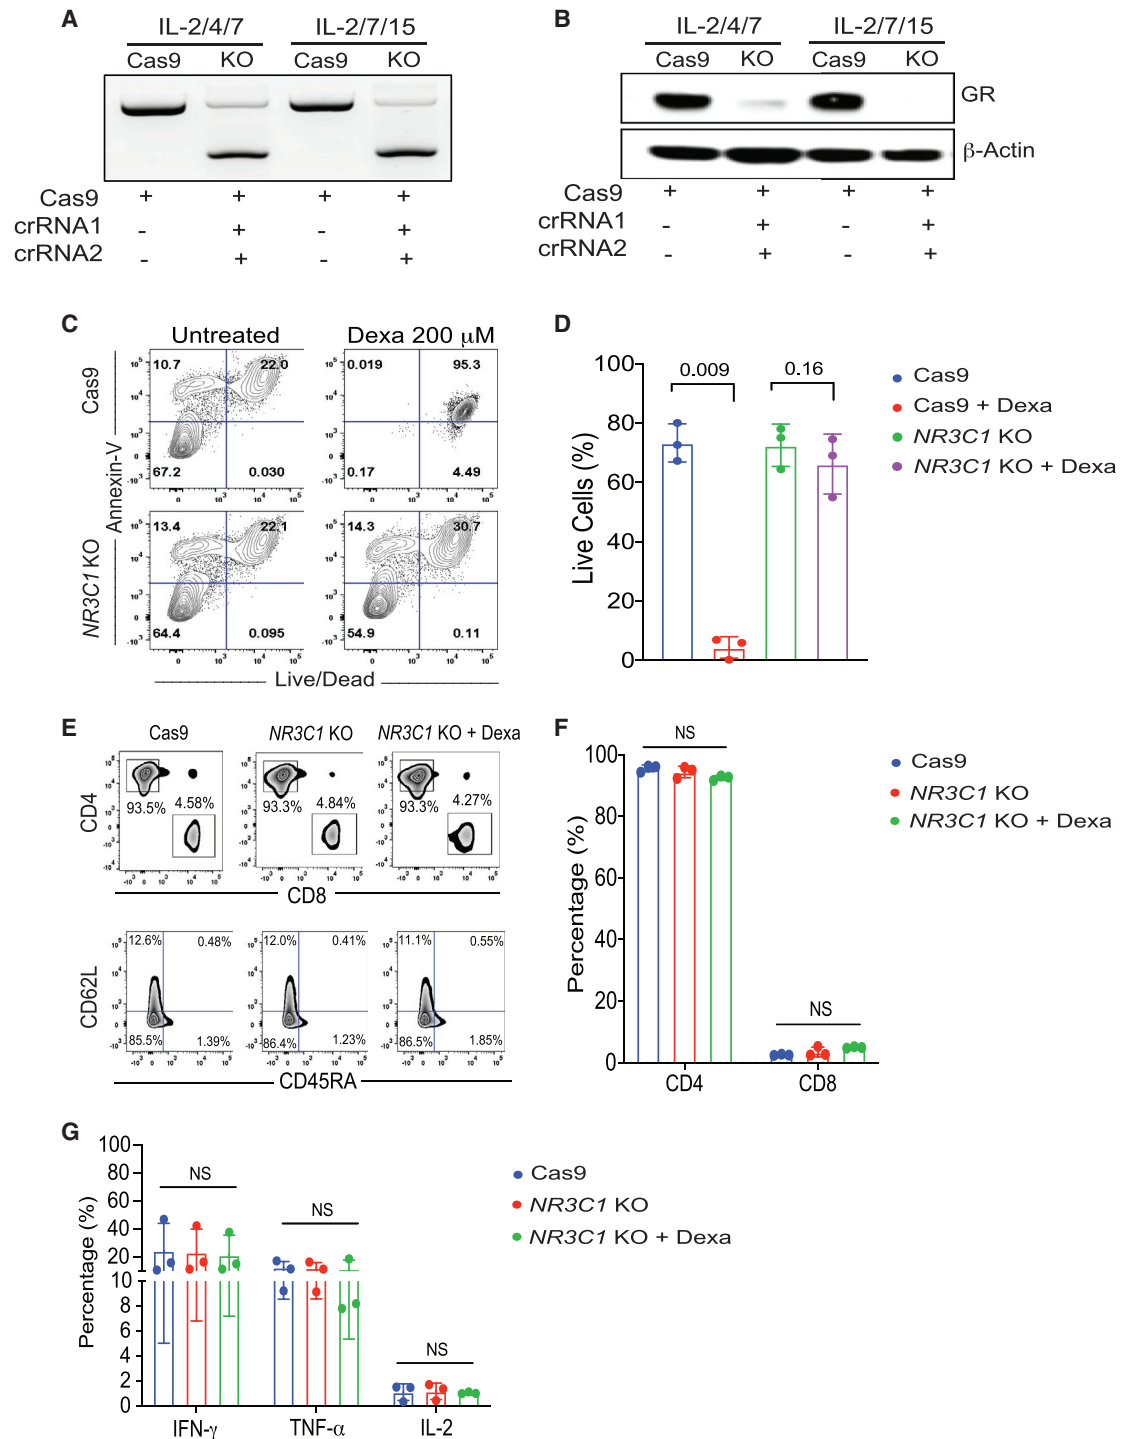 A
IL-2/4/7 IL-2/7/15
Cas9 KO Cas9 KO
Cas9 + + + +
crRNA1 - + - +
crRNA2 - + - +
B
IL-2/4/7 IL-2/7/15
Cas9 KO Cas9 KO
GR
β-Actin
Cas9 + + + +
crRNA1 - + - +
crRNA2 - + - +
C
Untreated Dexa 200 μM
Cas9
NR3C1 KO
Annexin-V
10.7 22.0
67.2 0.030
0.019 95.3
0.17 4.49
13.4 22.1
64.4 0.095
14.3 30.7
54.9 0.11
Live/Dead
D
Live Cells (%)
100
80
60
40
20
0
0.009 0.16
Cas9
Cas9 + Dexa
NR3C1 KO
NR3C1 KO + Dexa
E
Cas9 NR3C1 KO NR3C1 KO + Dexa
CD4
93.5% 4.58%
93.3% 4.84%
93.3% 4.27%
CD8
CD62L
12.6% 0.48%
85.5% 1.39%
12.0% 0.41%
86.4% 1.23%
11.1% 0.55%
86.5% 1.85%
CD45RA
F
Percentage (%)
100
80
60
40
20
0
NS
NS
CD4 CD8
Cas9
NR3C1 KO
NR3C1 KO + Dexa
G
Percentage (%)
100
80
60
40
20
10
8
6
4
2
0
NS
NS
NS
IFN-γ TNF-α IL-2
Cas9
NR3C1 KO
NR3C1 KO + Dexa